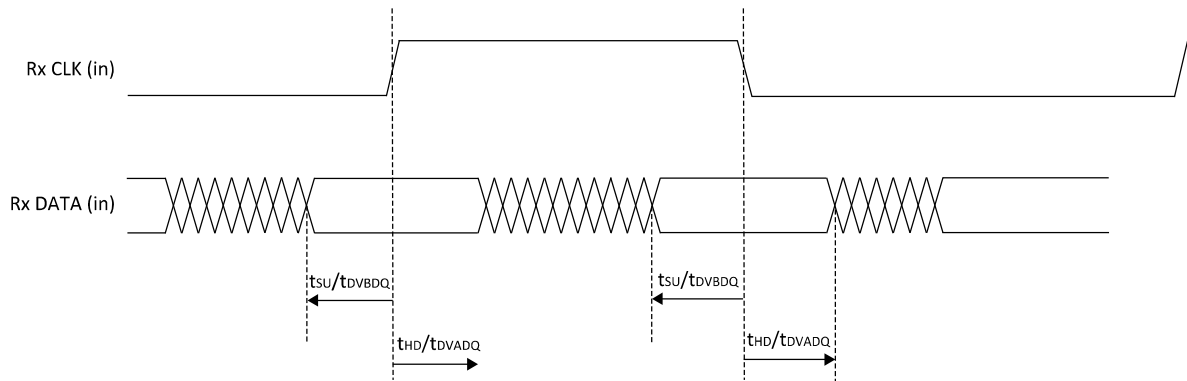 Rx CLK (in)
Rx DATA (in)
tSU/tDVBDQ
tSU/tDVBDQ
tHD/tDVADQ
tHD/tDVADQ